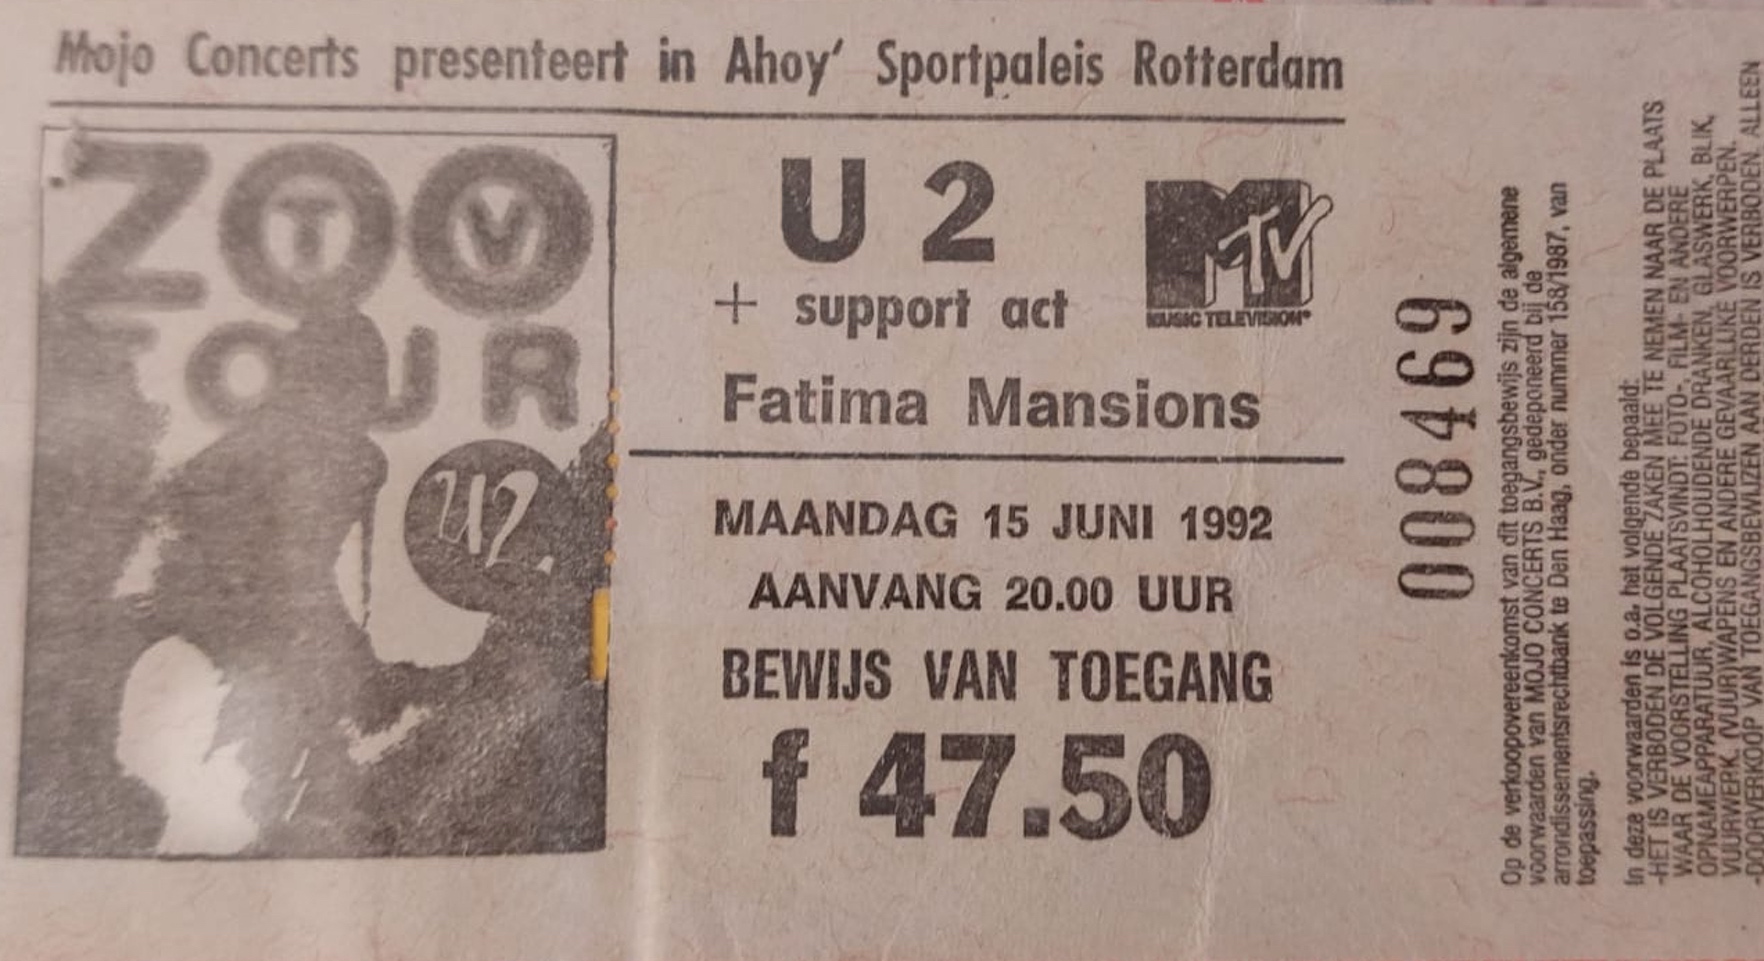 Mojo Concerts presenteert in Ahoy' Sportpaleis Rotterdam
ZOO
TV
TOUR
U2.
U 2
+ support act
Fatima Mansions
MTV
MUSIC TELEVISION®
MAANDAG 15 JUNI 1992
AANVANG 20.00 UUR
BEWIJS VAN TOEGANG
f 47.50
008469
Op de verkoopovereenkomst van dit toegangsbewijs zijn de algemene
voorwaarden van MOJO CONCERTS B.V., gedeponeerd bij de
arrondissementsrechtbank te Den Haag, onder nummer 158/1987, van
toepassing.
In deze voorwaarden is o.a. het volgende bepaald:
-HET IS VERBODEN DE VOLGENDE ZAKEN MEE TE NEMEN NAAR DE PLAATS
WAAR DE VOORSTELLING PLAATSVINDT: FOTO-, FILM- EN ANDERE
OPNAMEAPPARATUUR, ALCOHOLHOUDENDE DRANKEN, GLASWERK, BLIK,
VUURWERK, (VUUR)WAPENS EN ANDERE GEVAARLIJKE VOORWERPEN.
-DOORVERKOOP VAN TOEGANGSBEWIJZEN AAN DERDEN IS VERBODEN. ALLEEN